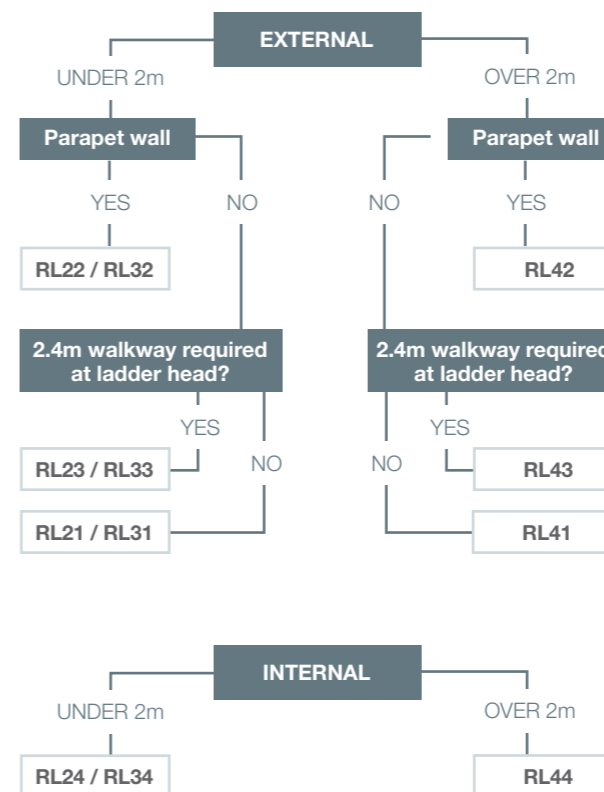 EXTERNAL
UNDER 2m
OVER 2m
Parapet wall
Parapet wall
YES
NO
NO
YES
RL22 / RL32
RL42
2.4m walkway required
at ladder head?
2.4m walkway required
at ladder head?
YES
YES
RL23 / RL33
NO
NO
RL43
RL21 / RL31
RL41
INTERNAL
UNDER 2m
OVER 2m
RL24 / RL34
RL44